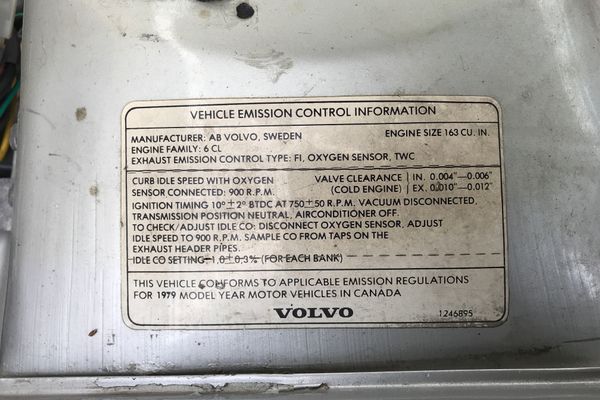 VEHICLE EMISSION CONTROL INFORMATION
MANUFACTURER: AB VOLVO, SWEDEN ENGINE SIZE 163 CU. IN.
ENGINE FAMILY: 6 CL
EXHAUST EMISSION CONTROL TYPE: FI, OXYGEN SENSOR, TWC
CURB IDLE SPEED WITH OXYGEN VALVE CLEARANCE IN. 0.004"–0.006"
SENSOR CONNECTED: 900 R.P.M. (COLD ENGINE) EX. 0.010"–0.012"
IGNITION TIMING 10°±2° BTDC AT 750±50 R.P.M. VACUUM DISCONNECTED.
TRANSMISSION POSITION NEUTRAL, AIRCONDITIONER OFF.
TO CHECK/ADJUST IDLE CO: DISCONNECT OXYGEN SENSOR, ADJUST
IDLE SPEED TO 900 R.P.M. SAMPLE CO FROM TAPS ON THE
EXHAUST HEADER PIPES.
IDLE CO SETTING–1.0±0.3% (FOR EACH BANK)
THIS VEHICLE CONFORMS TO APPLICABLE EMISSION REGULATIONS
FOR 1979 MODEL YEAR MOTOR VEHICLES IN CANADA
VOLVO 1246895